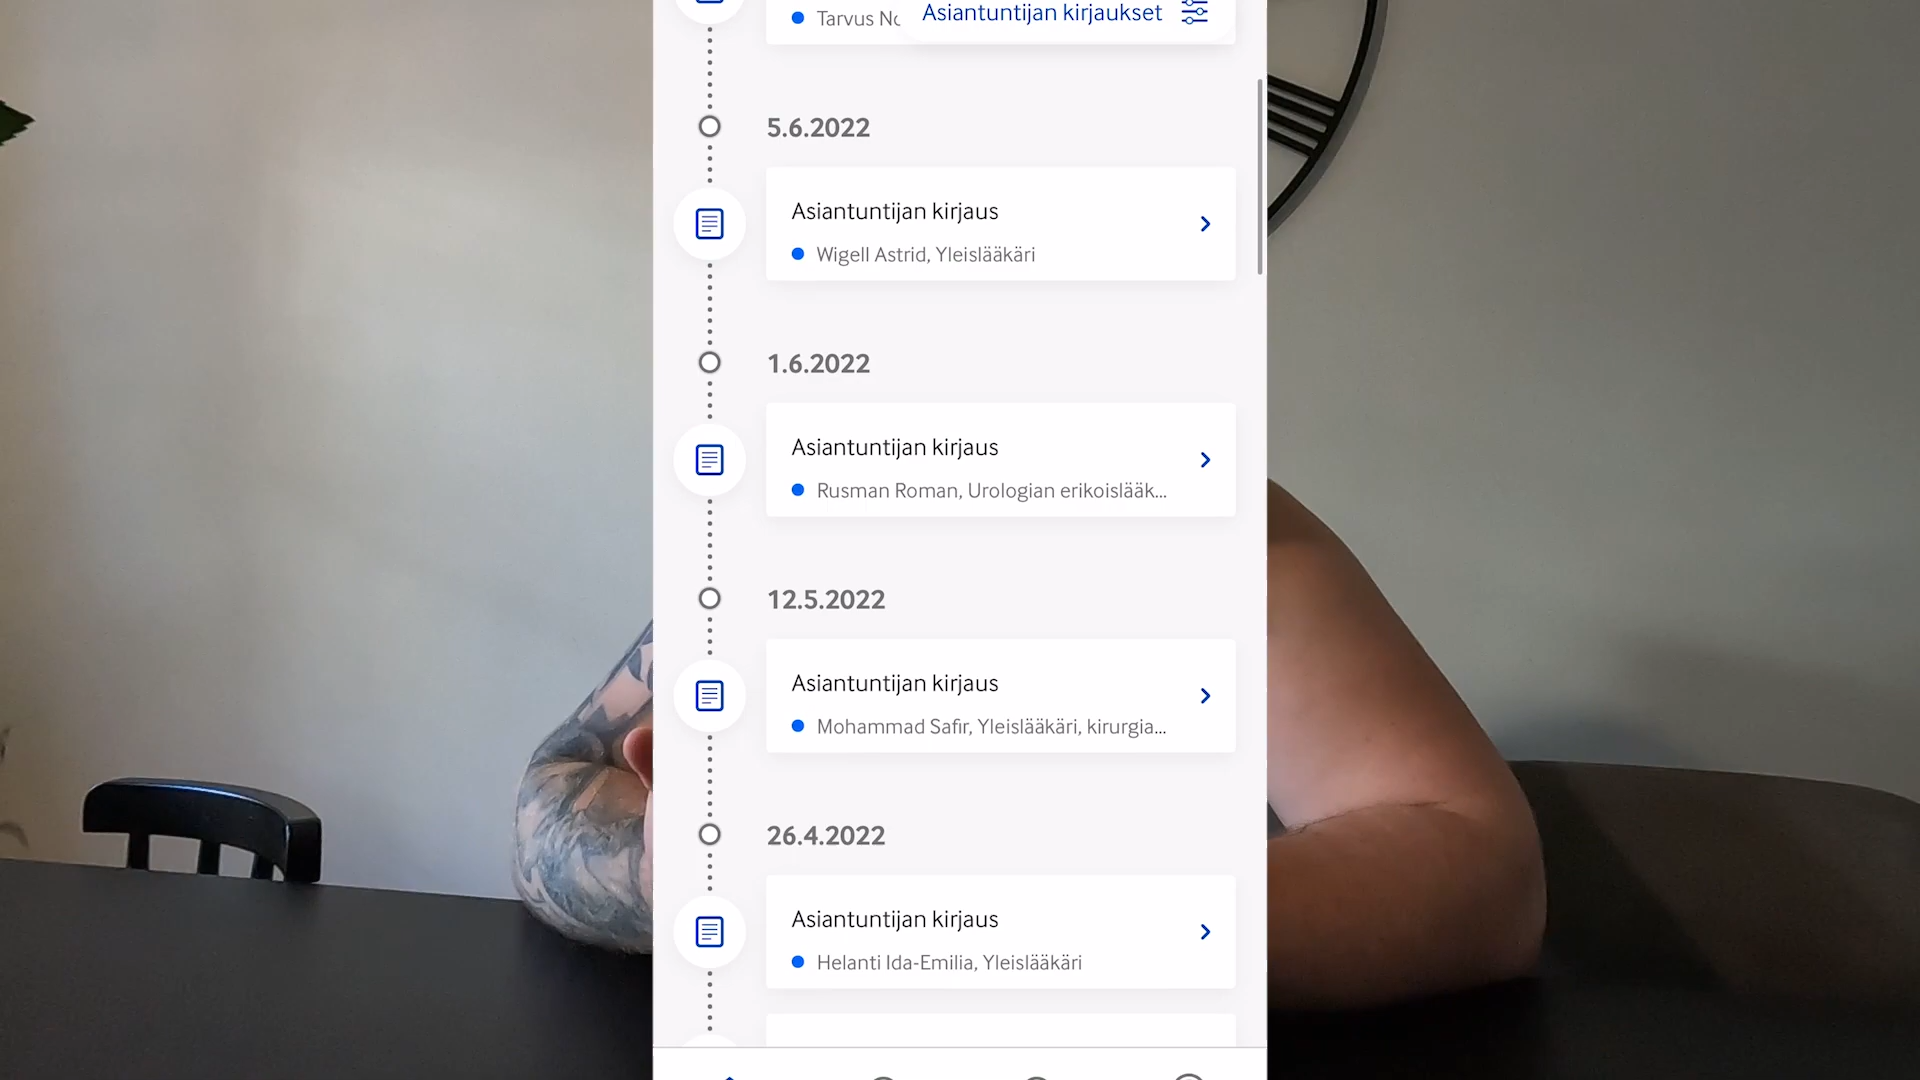 Tarvus
Asiantuntijan kirjaukset
5.6.2022
Asiantuntijan kirjaus
Wigell Astrid, Yleislääkäri
1.6.2022
Asiantuntijan kirjaus
Rusman Roman, Urologian erikoislääk...
12.5.2022
Asiantuntijan kirjaus
Mohammad Safir, Yleislääkäri, kirurgia...
26.4.2022
Asiantuntijan kirjaus
Helanti Ida-Emilia, Yleislääkäri